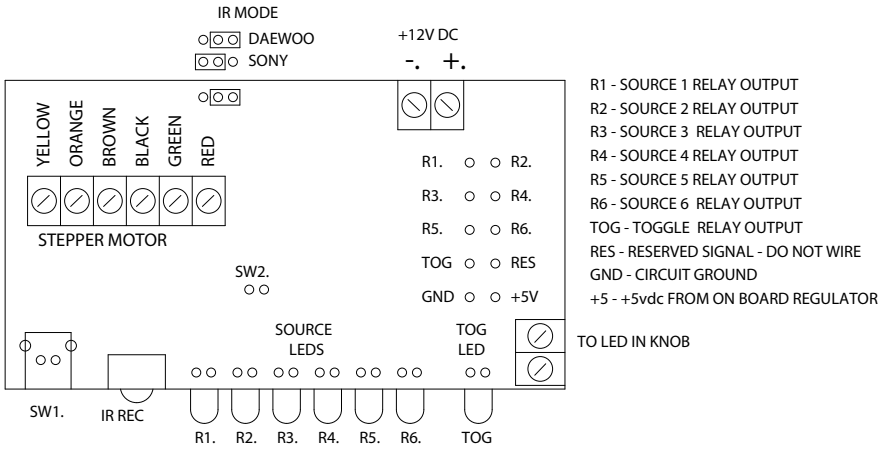 IR MODE
DAEWOO
SONY
+12V DC
-. +.
YELLOW
ORANGE
BROWN
BLACK
GREEN
RED
STEPPER MOTOR
R1. R2.
R3. R4.
R5. R6.
TOG RES
GND +5V
SW2.
SOURCE
LEDS
TOG
LED
TO LED IN KNOB
SW1.
IR REC
R1. R2. R3. R4. R5. R6. TOG
R1 - SOURCE 1 RELAY OUTPUT
R2 - SOURCE 2 RELAY OUTPUT
R3 - SOURCE 3 RELAY OUTPUT
R4 - SOURCE 4 RELAY OUTPUT
R5 - SOURCE 5 RELAY OUTPUT
R6 - SOURCE 6 RELAY OUTPUT
TOG - TOGGLE RELAY OUTPUT
RES - RESERVED SIGNAL - DO NOT WIRE
GND - CIRCUIT GROUND
+5 - +5vdc FROM ON BOARD REGULATOR